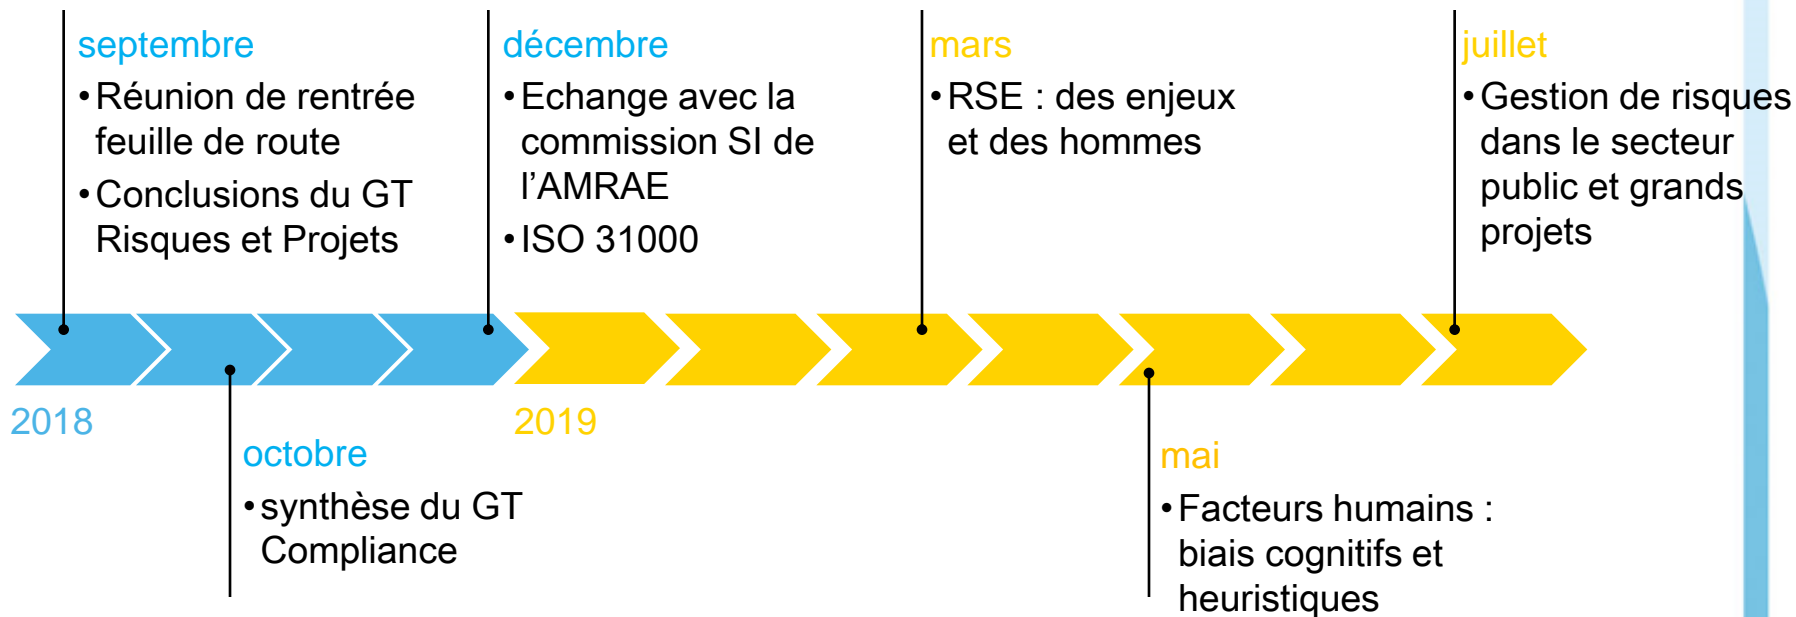 septembre
•Réunion de rentrée
feuille de route
•Conclusions du GT
Risques et Projets
décembre
•Echange avec la
commission SI de
l’AMRAE
•ISO 31000
mars
•RSE : des enjeux
et des hommes
juillet
•Gestion de risques
dans le secteur
public et grands
projets
2018
2019
octobre
•synthèse du GT
Compliance
mai
•Facteurs humains :
biais cognitifs et
heuristiques